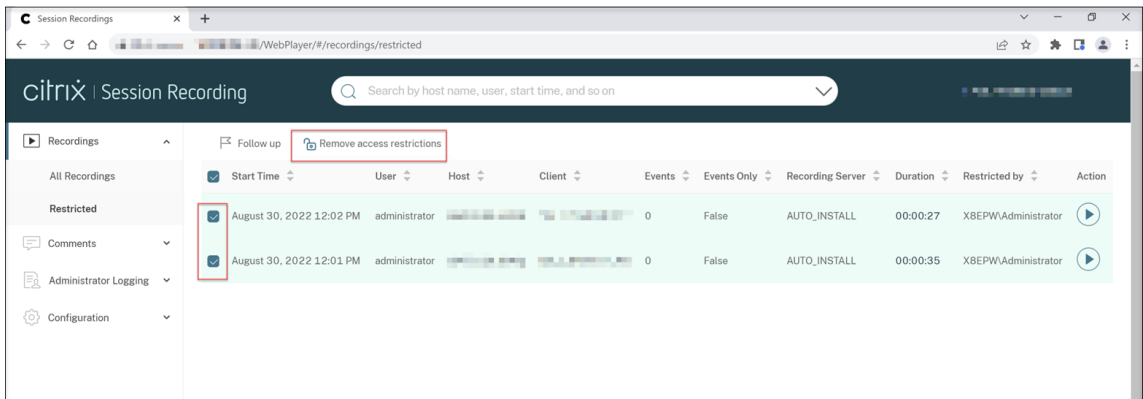 Session Recordings
/WebPlayer/#/recordings/restricted
citrix | Session Recording
Search by host name, user, start time, and so on
Recordings
Follow up
Remove access restrictions
All Recordings
Start Time User Host Client Events Events Only Recording Server Duration Restricted by Action
Restricted
August 30, 2022 12:02 PM administrator 0 False AUTO_INSTALL 00:00:27 X8EPW\Administrator
Comments
August 30, 2022 12:01 PM administrator 0 False AUTO_INSTALL 00:00:35 X8EPW\Administrator
Administrator Logging
Configuration